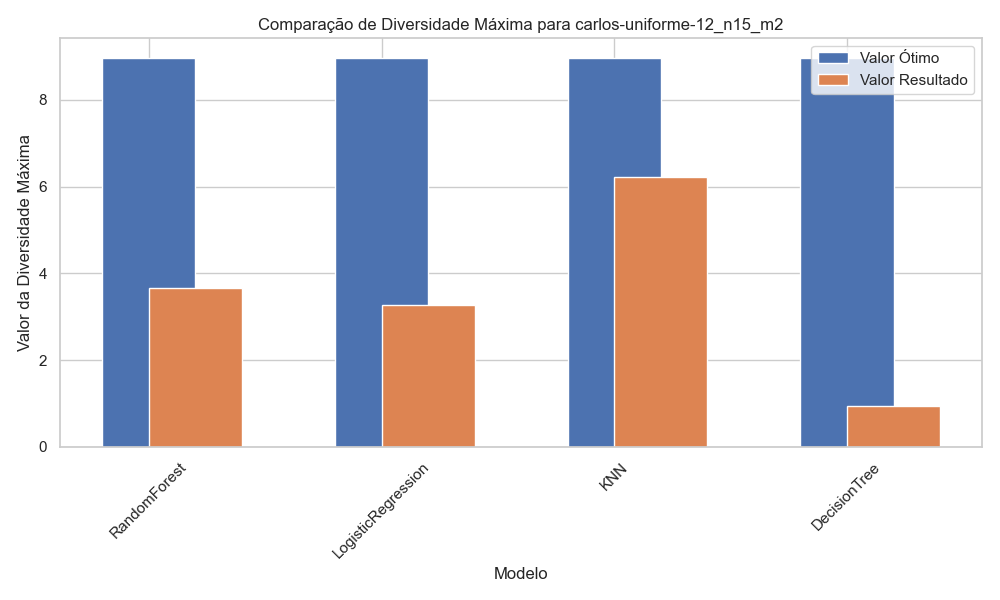 Comparação de Diversidade Máxima para carlos-uniforme-12_n15_m2
Valor Ótimo
Valor Resultado
Valor da Diversidade Máxima
8
6
4
2
0
RandomForest
LogisticRegression
KNN
DecisionTree
Modelo